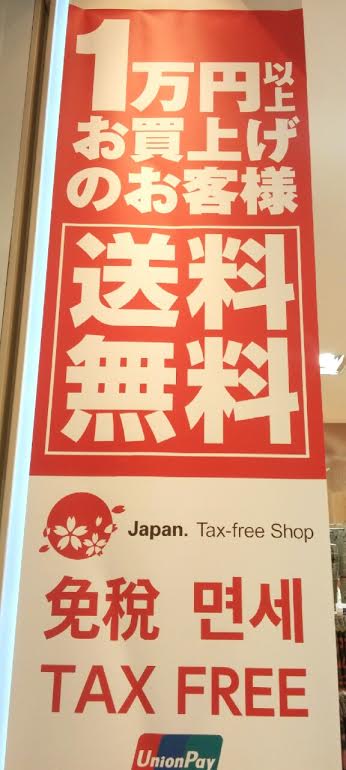 1万円以上
お買上げ
のお客様
送料
無料
Japan. Tax-free Shop
免税 면세
TAX FREE
UnionPay